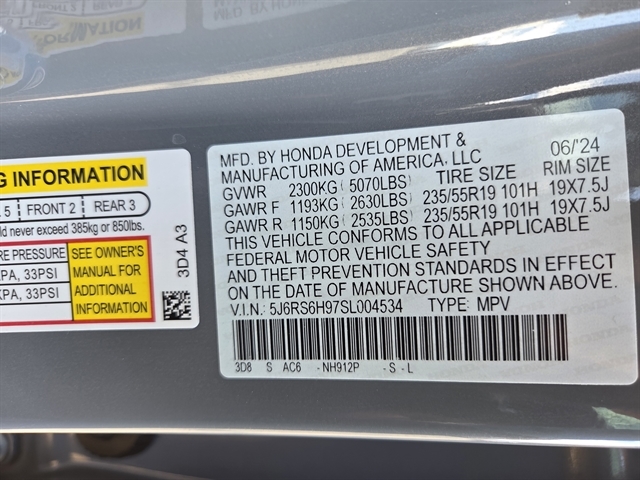 G INFORMATION
5 | FRONT 2 | REAR 3
ld never exceed 385kg or 850lbs.
RE PRESSURE
KPA, 33PSI
KPA, 33PSI
SEE OWNER'S
MANUAL FOR
ADDITIONAL
INFORMATION
3D4 A3
MFD. BY HONDA DEVELOPMENT & 06/'24
MANUFACTURING OF AMERICA, LLC
GVWR 2300KG ( 5070LBS) TIRE SIZE RIM SIZE
GAWR F 1193KG ( 2630LBS) 235/55R19 101H 19X7.5J
GAWR R 1150KG ( 2535LBS) 235/55R19 101H 19X7.5J
THIS VEHICLE CONFORMS TO ALL APPLICABLE
FEDERAL MOTOR VEHICLE SAFETY
AND THEFT PREVENTION STANDARDS IN EFFECT
ON THE DATE OF MANUFACTURE SHOWN ABOVE.
V.I.N.: 5J6RS6H97SL004534 TYPE: MPV
3D8 S AC6 -NH912P -S-L